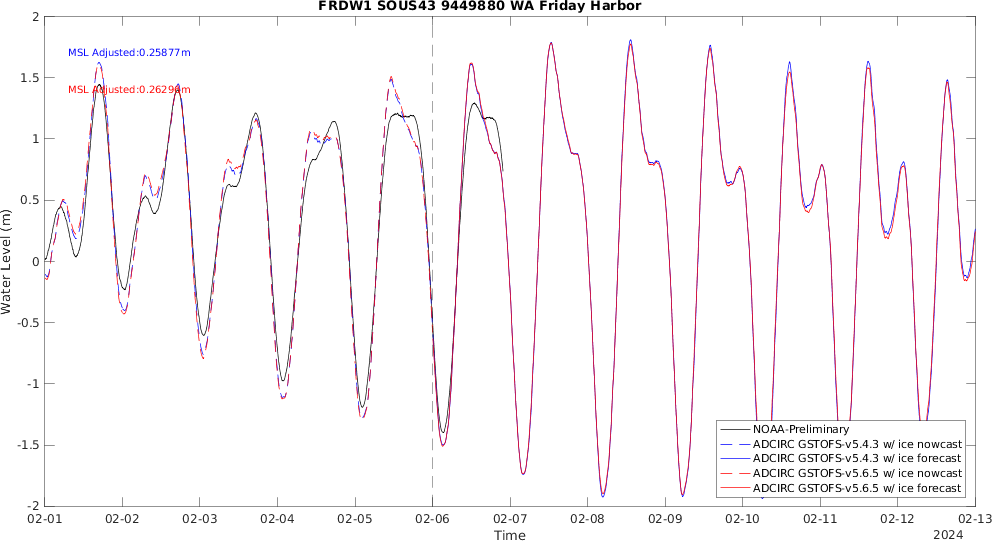 FRDW1 SOUS43 9449880 WA Friday Harbor
MSL Adjusted:0.25877m
MSL Adjusted:0.26296m
Water Level (m)
2
1.5
1
0.5
0
-0.5
-1
-1.5
-2
02-01 02-02 02-03 02-04 02-05 02-06 02-07 02-08 02-09 02-10 02-11 02-12 02-13
Time
2024
NOAA-Preliminary
ADCIRC GSTOFS-v5.4.3 w/ ice nowcast
ADCIRC GSTOFS-v5.4.3 w/ ice forecast
ADCIRC GSTOFS-v5.6.5 w/ ice nowcast
ADCIRC GSTOFS-v5.6.5 w/ ice forecast